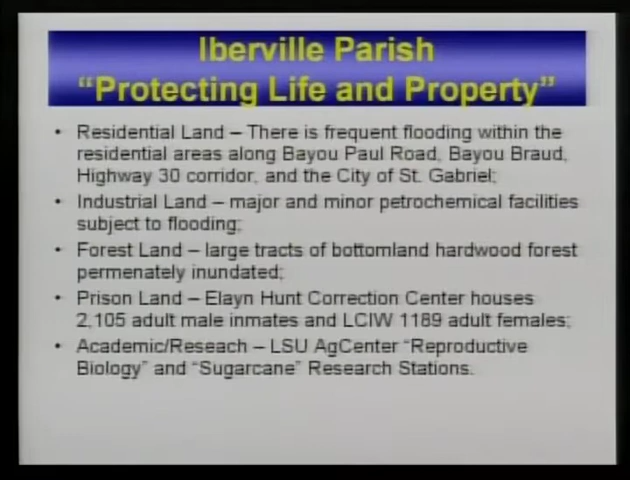 Iberville Parish
“Protecting Life and Property”
• Residential Land – There is frequent flooding within the
residential areas along Bayou Paul Road, Bayou Braud,
Highway 30 corridor, and the City of St. Gabriel;
• Industrial Land – major and minor petrochemical facilities
subject to flooding;
• Forest Land – large tracts of bottomland hardwood forest
permenately inundated;
• Prison Land – Elayn Hunt Correction Center houses
2,105 adult male inmates and LCIW 1189 adult females;
• Academic/Reseach – LSU AgCenter “Reproductive
Biology” and “Sugarcane” Research Stations.